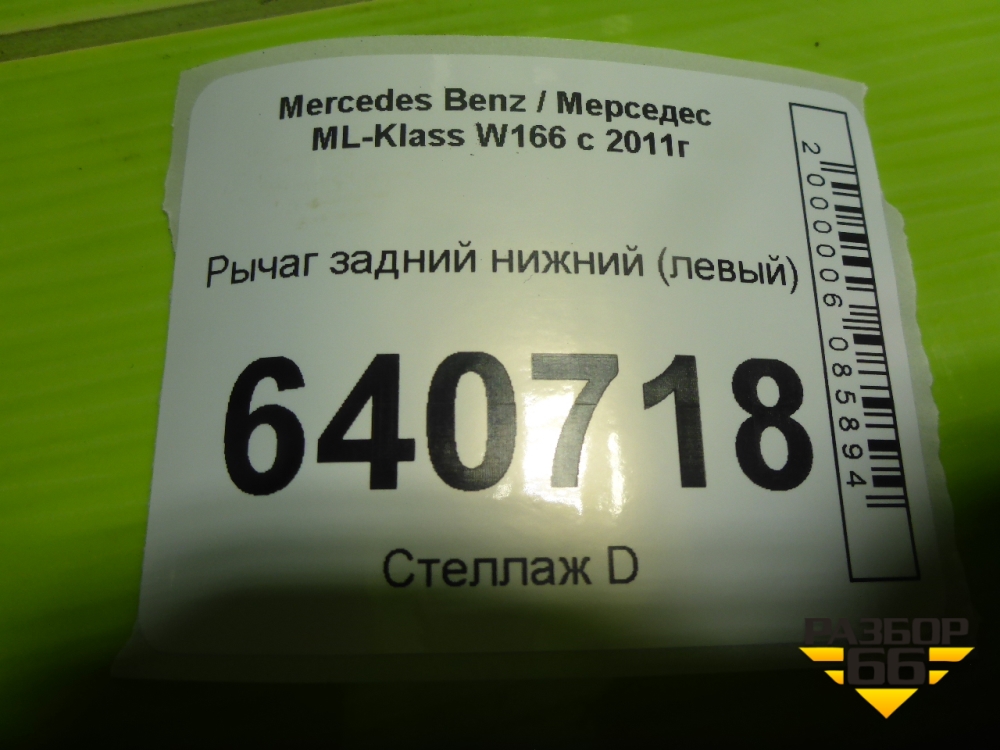 Mercedes Benz / Мерседес
ML-Klass W166 с 2011г
Рычаг задний нижний (левый)
640718
Стеллаж D
2000006085894
РАЗБОР
66